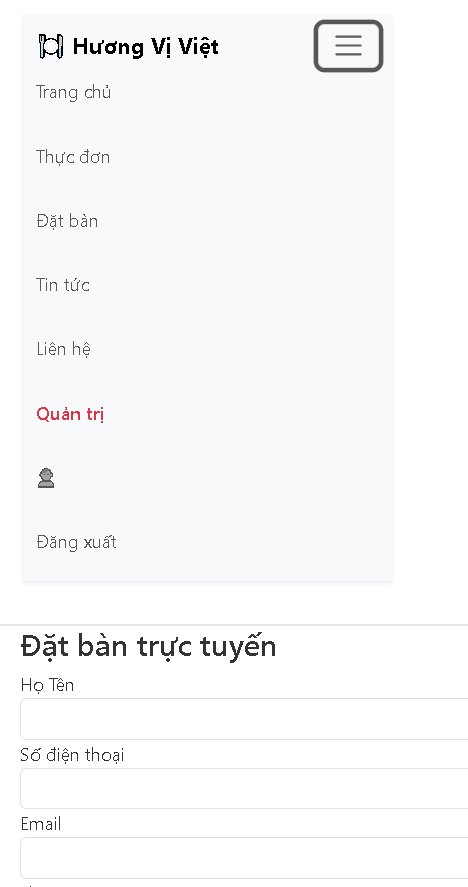 Hương Vị Việt
Trang chủ
Thực đơn
Đặt bàn
Tin tức
Liên hệ
Quản trị
Đăng xuất
Đặt bàn trực tuyến
Họ Tên
Số điện thoại
Email